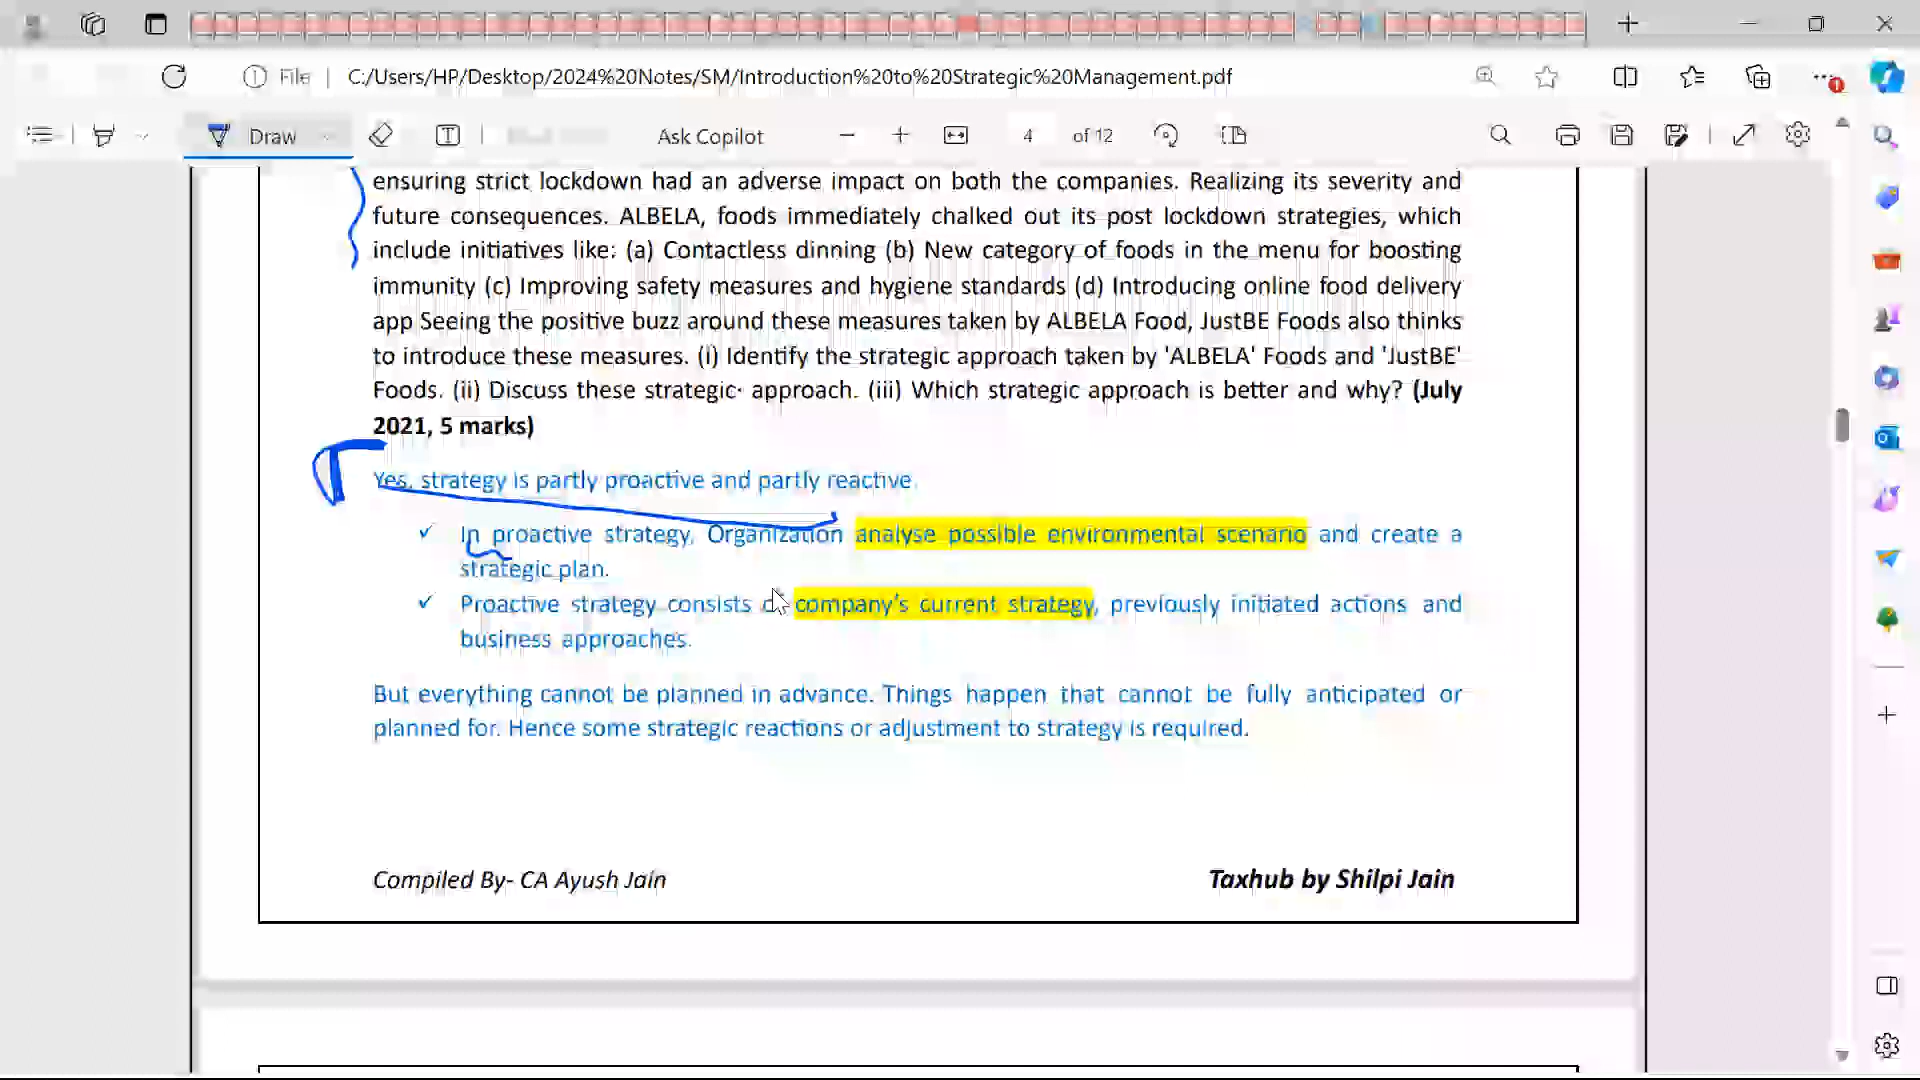 File
C:/Users/HP/Desktop/2024%20Notes/SM/Introduction%20to%20Strategic%20Management.pdf
Draw
Ask Copilot
4 of 12
ensuring strict lockdown had an adverse impact on both the companies. Realizing its severity and
future consequences. ALBELA, foods immediately chalked out its post lockdown strategies, which
include initiatives like: (a) Contactless dinning (b) New category of foods in the menu for boosting
immunity (c) Improving safety measures and hygiene standards (d) Introducing online food delivery
app Seeing the positive buzz around these measures taken by ALBELA Food, JustBE Foods also thinks
to introduce these measures. (i) Identify the strategic approach taken by 'ALBELA' Foods and 'JustBE'
Foods. (ii) Discuss these strategic· approach. (iii) Which strategic approach is better and why? (July
2021, 5 marks)
Yes, strategy is partly proactive and partly reactive.
✓ In proactive strategy, Organization analyse possible environmental scenario and create a
strategic plan.
✓ Proactive strategy consists company's current strategy, previously initiated actions and
business approaches.
But everything cannot be planned in advance. Things happen that cannot be fully anticipated or
planned for. Hence some strategic reactions or adjustment to strategy is required.
Compiled By- CA Ayush Jain
Taxhub by Shilpi Jain